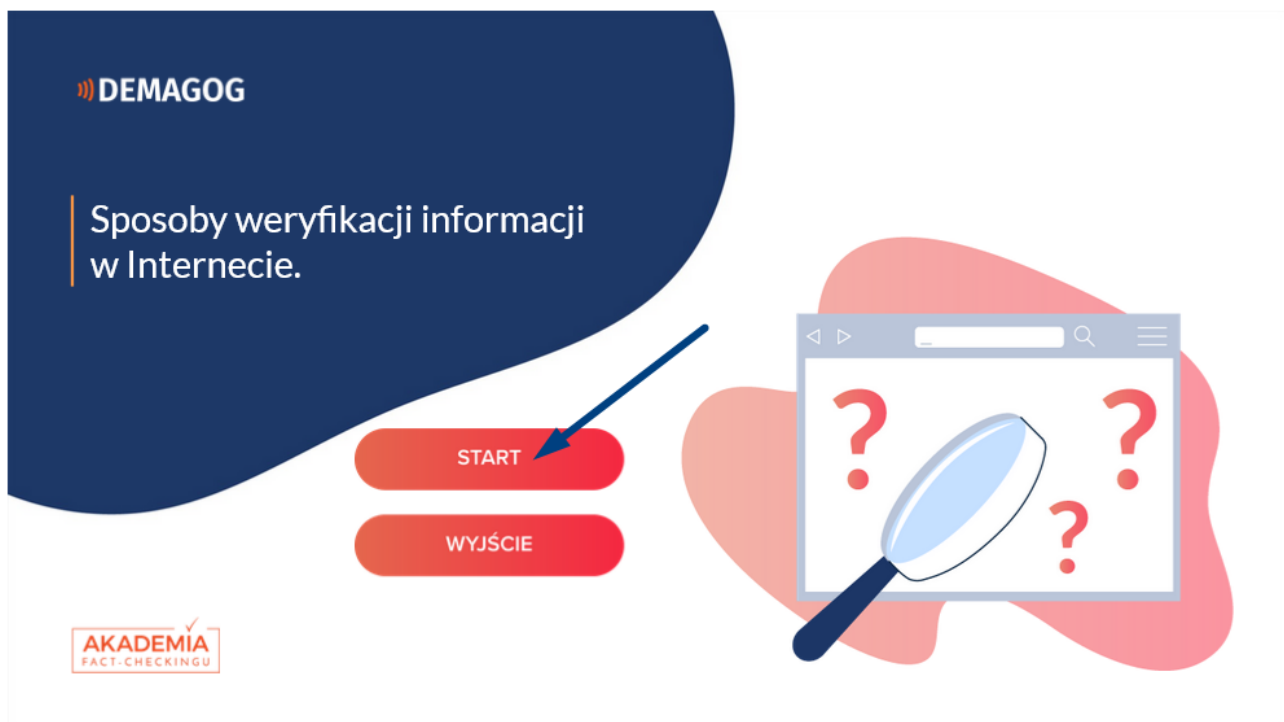 DEMAGOG
Sposoby weryfikacji informacji
w Internecie.
START
WYJŚCIE
AKADEMIA
FACT-CHECKINGU
? ? ?